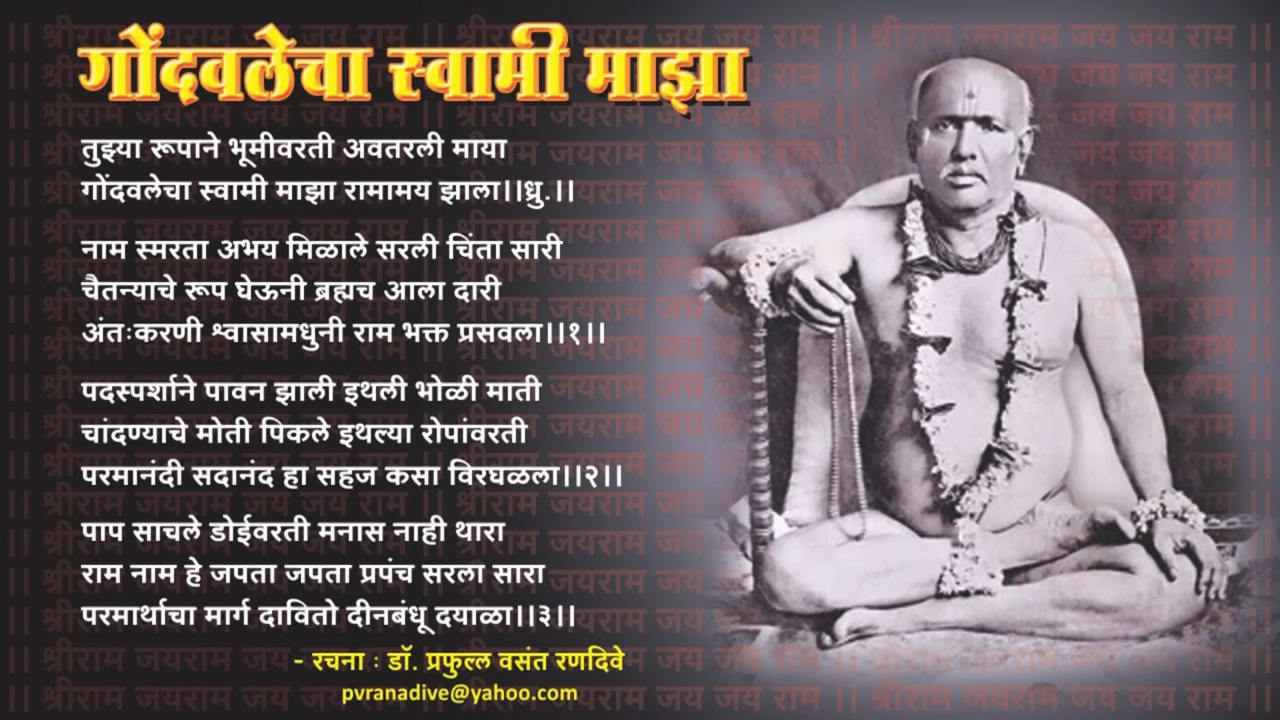 गोंदवलेचा स्वामी माझा
तुझ्या रूपाने भूमीवरती अवतरली माया
गोंदवलेचा स्वामी माझा रामामय झाला।।ध्रु.।।
नाम स्मरता अभय मिळाले सरली चिंता सारी
चैतन्याचे रूप घेऊनी ब्रह्मच आला दारी
अंतःकरणी श्वासामधुनी राम भक्त प्रसवला।।१।।
पदस्पर्शाने पावन झाली इथली भोळी माती
चांदण्याचे मोती पिकले इथल्या रोपांवरती
परमानंदी सदानंद हा सहज कसा विरघळला।।२।।
पाप साचले डोईवरती मनास नाही थारा
राम नाम हे जपता जपता प्रपंच सरला सारा
परमार्थाचा मार्ग दावितो दीनबंधू दयाळा।।३।।
- रचना : डॉ. प्रफुल्ल वसंत रणदिवे
pvranadive@yahoo.com